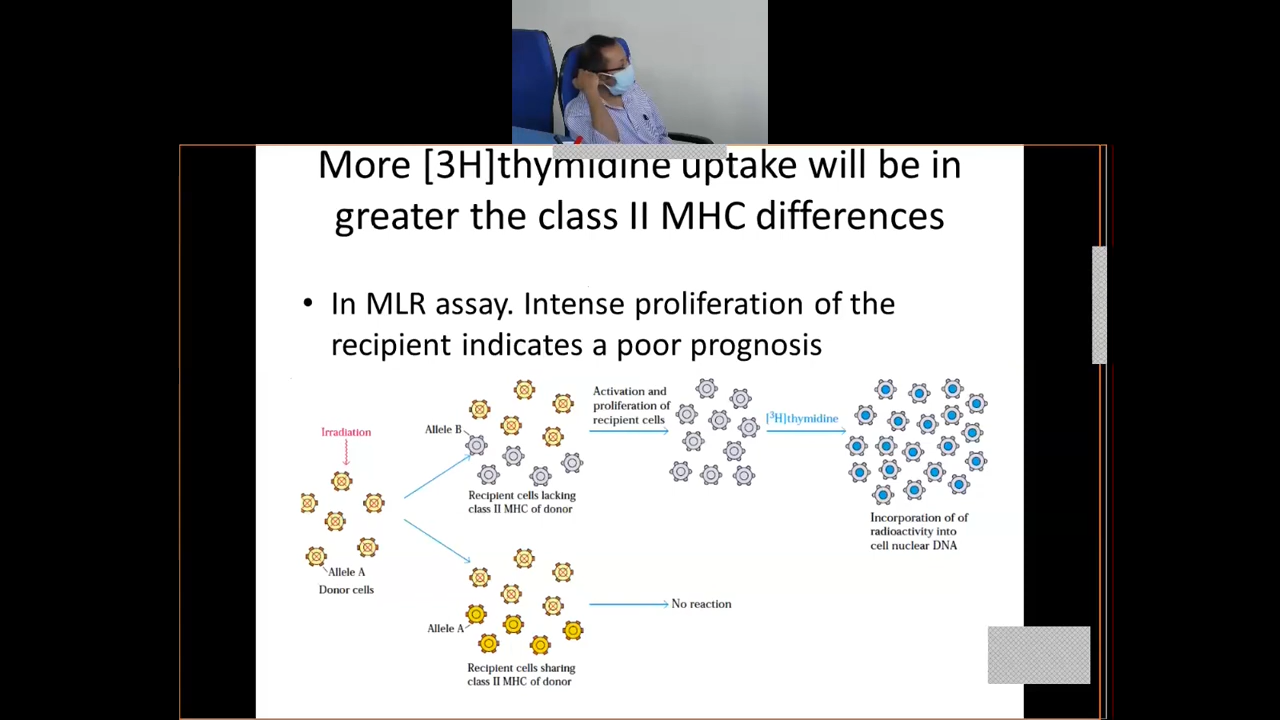 More [3H]thymidine uptake will be in
greater the class II MHC differences
• In MLR assay. Intense proliferation of the
recipient indicates a poor prognosis
Irradiation
Allele A
Donor cells
Allele B
Recipient cells lacking
class II MHC of donor
Activation and
proliferation of
recipient cells
[³H]thymidine
Incorporation of of
radioactivity into
cell nuclear DNA
Allele A
Recipient cells sharing
class II MHC of donor
No reaction